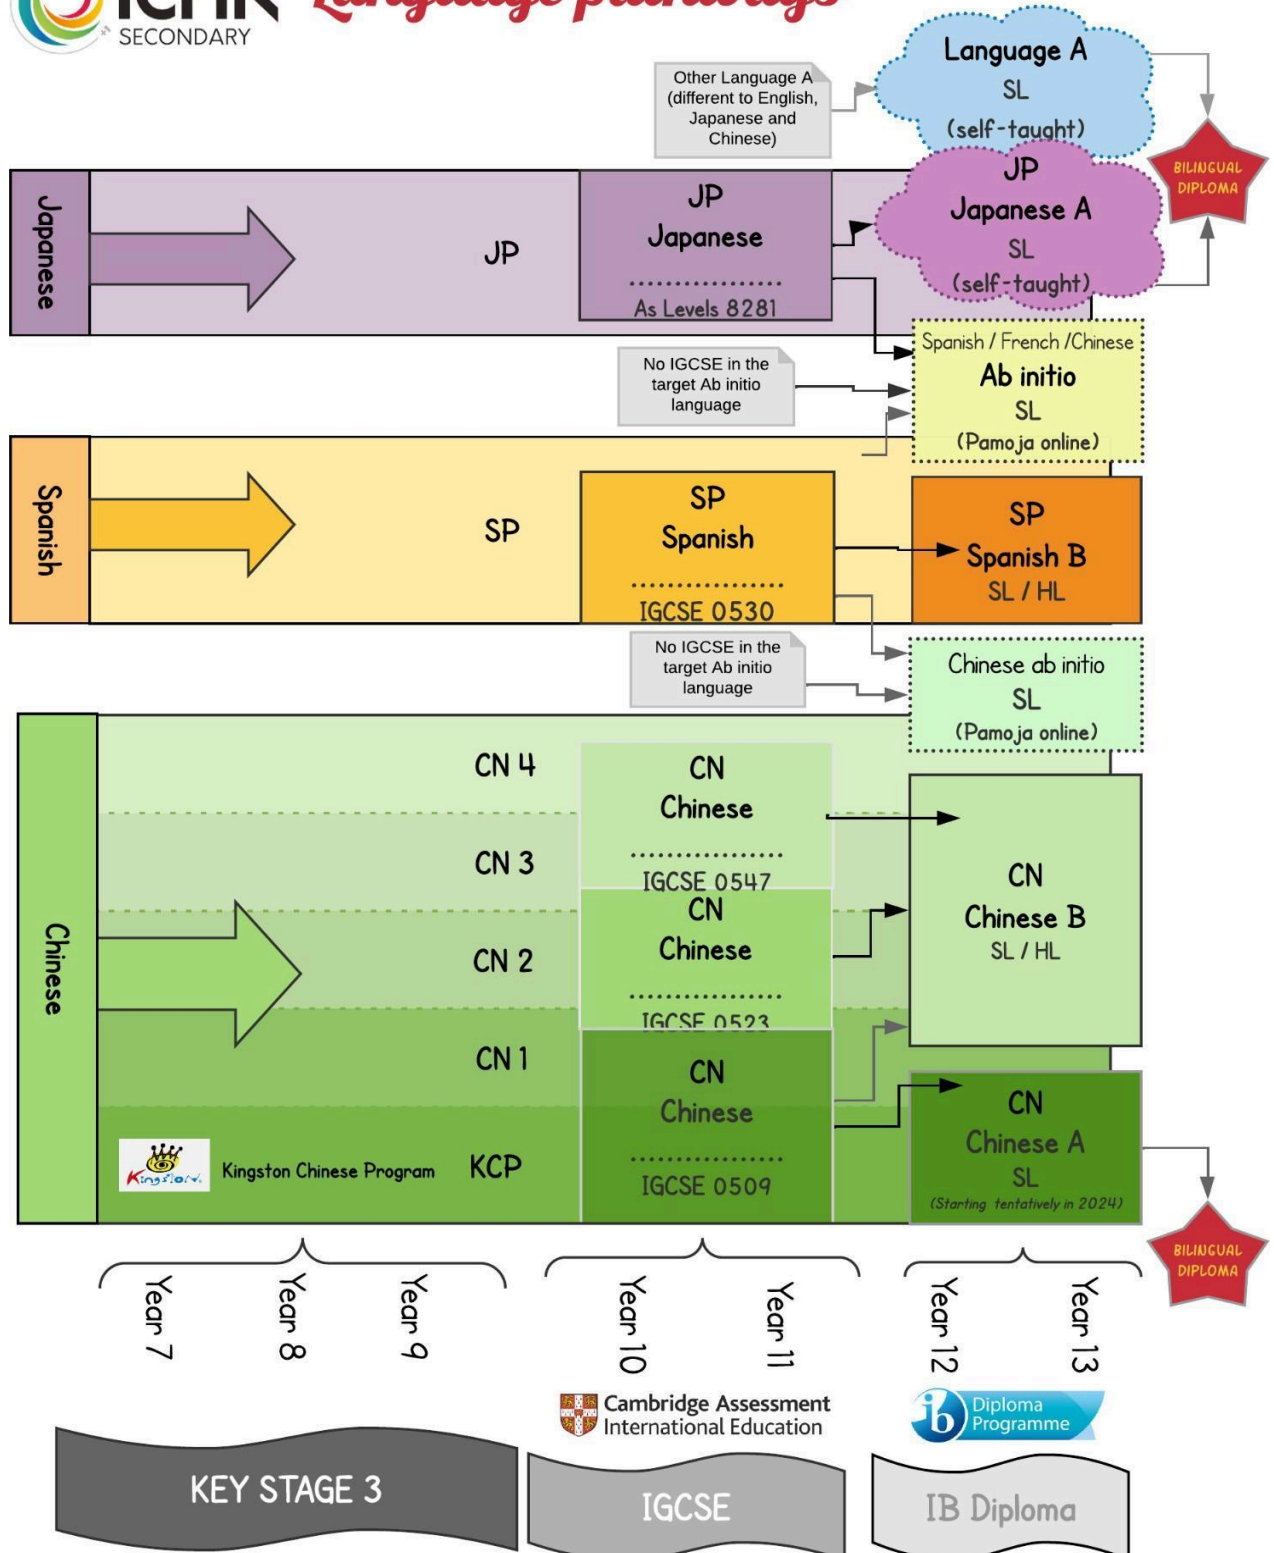 ICHK
SECONDARY
Language pathways
Language A
SL
(self-taught)
Other Language A
(different to English,
Japanese and
Chinese)
BILINGUAL
DIPLOMA
Japanese
JP
JP
Japanese
..................
As Levels 8281
JP
Japanese A
SL
(self-taught)
Spanish / French /Chinese
Ab initio
SL
(Pamoja online)
No IGCSE in the
target Ab initio
language
Spanish
SP
SP
Spanish
..................
IGCSE 0530
SP
Spanish B
SL / HL
No IGCSE in the
target Ab initio
language
Chinese ab initio
SL
(Pamoja online)
Chinese
CN 4
CN 3
CN 2
CN 1
Kingston
Kingston Chinese Program
KCP
CN
Chinese
..................
IGCSE 0547
CN
Chinese
..................
IGCSE 0523
CN
Chinese
..................
IGCSE 0509
CN
Chinese B
SL / HL
CN
Chinese A
SL
(Starting tentatively in 2024)
BILINGUAL
DIPLOMA
Year 7
Year 8
Year 9
Year 10
Year 11
Year 12
Year 13
Cambridge Assessment
International Education
ib
Diploma
Programme
KEY STAGE 3
IGCSE
IB Diploma